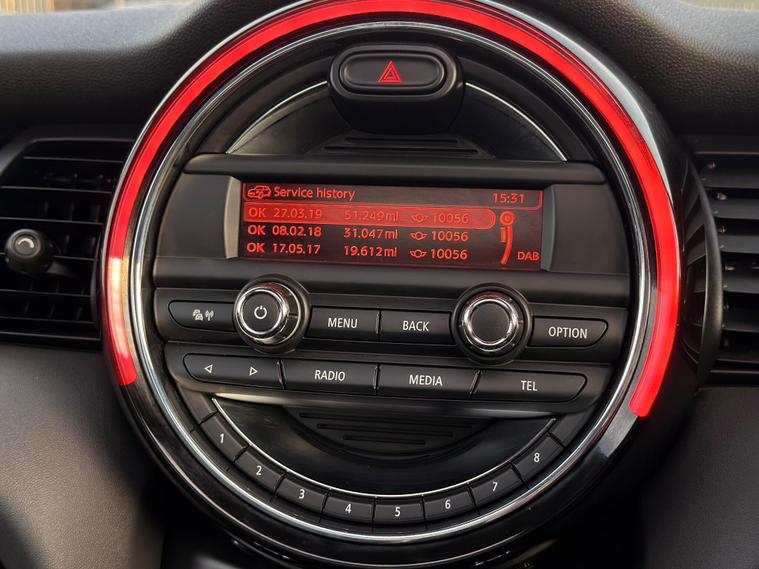 Service history 15:31
OK 27.03.19 51.249ml 10056
OK 08.02.18 31.047ml 10056
OK 17.05.17 19.612ml 10056
DAB
MENU BACK OPTION
RADIO MEDIA TEL
1 2 3 4 5 6 7 8